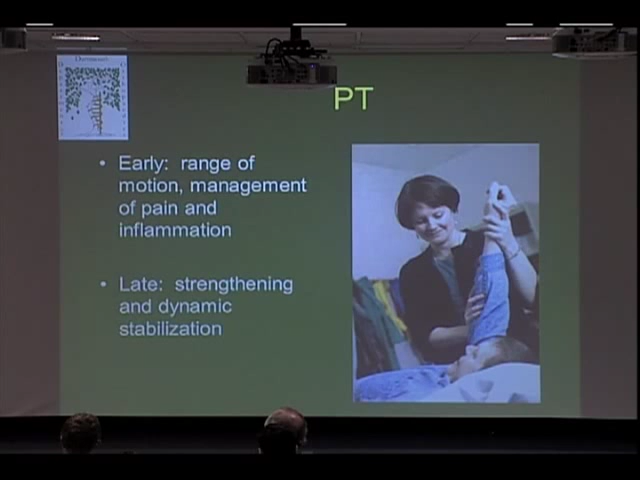 PT
• Early: range of
motion, management
of pain and
inflammation
• Late: strengthening
and dynamic
stabilization